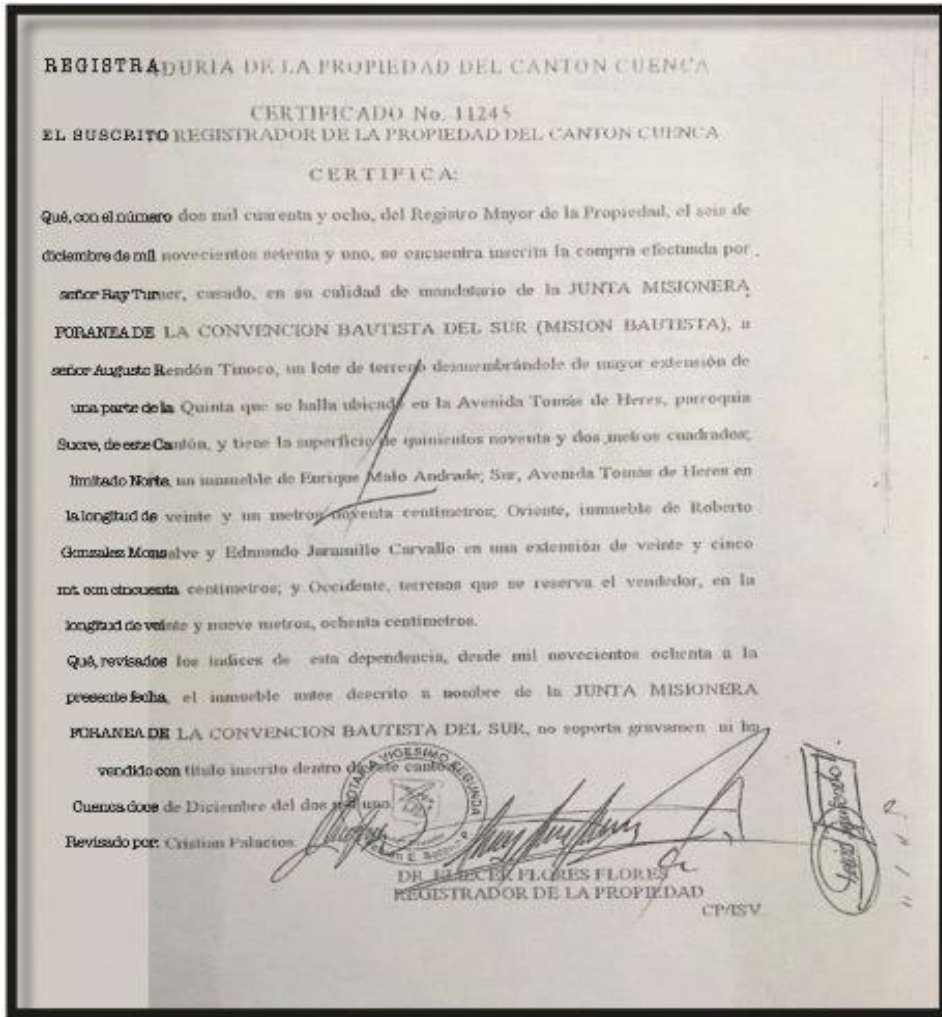 REGISTRADURIA DE LA PROPIEDAD DEL CANTON CUENCA
CERTIFICADO No. 11245
EL SUSCRITO REGISTRADOR DE LA PROPIEDAD DEL CANTON CUENCA
CERTIFICA:
Qué, con el número dos mil cuarenta y ocho, del Registro Mayor de la Propiedad, el seis de
diciembre de mil novecientos setenta y uno, se encuentra inscrita la compra efectuada por
señor Ray Turner, casado, en su calidad de mandatario de la JUNTA MISIONERA
FORANEA DE LA CONVENCION BAUTISTA DEL SUR (MISION BAUTISTA), a
señor Augusto Rendón Tinoco, un lote de terreno desmembrándole de mayor extensión de
una parte de la Quinta que se halla ubicada en la Avenida Tomás de Heres, parroquia
Sucre, de este Cantón, y tiene la superficie de quinientos noventa y dos metros cuadrados;
limitado Norte, un inmueble de Enrique Malo Andrade; Sur, Avenida Tomás de Heres en
la longitud de veinte y un metros noventa centímetros; Oriente, inmueble de Roberto
Gonzalez Monsalve y Edmundo Jaramillo Carvallo en una extensión de veinte y cinco
mt. con cincuenta centímetros; y Occidente, terrenos que se reserva el vendedor, en la
longitud de veinte y nueve metros, ochenta centímetros.
Qué, revisados los índices de esta dependencia, desde mil novecientos ochenta a la
presente fecha, el inmueble antes descrito a nombre de la JUNTA MISIONERA
FORANEA DE LA CONVENCION BAUTISTA DEL SUR, no soporta gravamen ni ha
vendido con título inscrito dentro de este cantón.
Cuenca doce de Diciembre del dos mil uno.
Revisado por: Cristian Palacios.
NOTARIA VIGESIMO SEGUNDA
DR. ELIECER FLORES FLORES
REGISTRADOR DE LA PROPIEDAD
CP/ISV